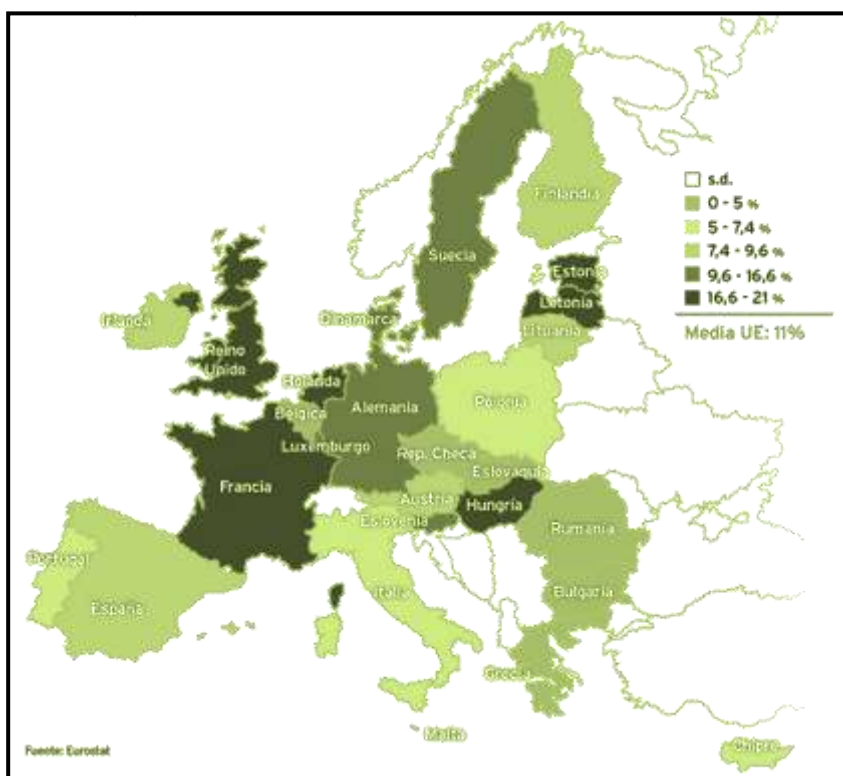 Finlandia
s.d.
0 - 5 %
5 - 7,4 %
7,4 - 9,6 %
9,6 - 16,6 %
16,6 - 21 %
Media UE: 11%
Suecia
Estonia
Letonia
Lituania
Irlanda
Dinamarca
Reino
Unido
Holanda
Bélgica
Alemania
Polonia
Luxemburgo
Rep. Checa
Eslovaquia
Francia
Austria
Hungría
Eslovenia
Rumanía
Portugal
España
Italia
Bulgaria
Grecia
Malta
Chipre
Fuente: Eurostat